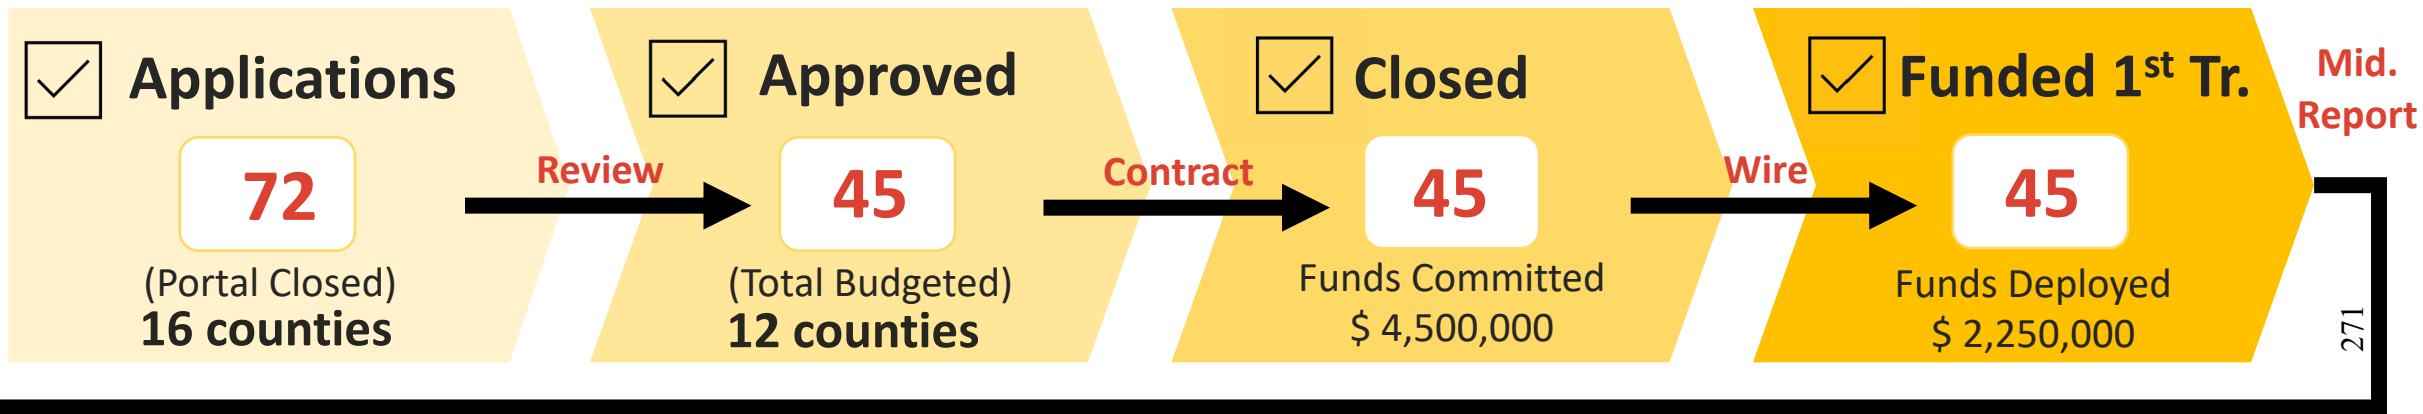 Applications
72
(Portal Closed)
16 counties
Review
Approved
45
(Total Budgeted)
12 counties
Contract
Closed
45
Funds Committed
$ 4,500,000
Wire
Funded 1st Tr.
45
Funds Deployed
$ 2,250,000
Mid.
Report
271